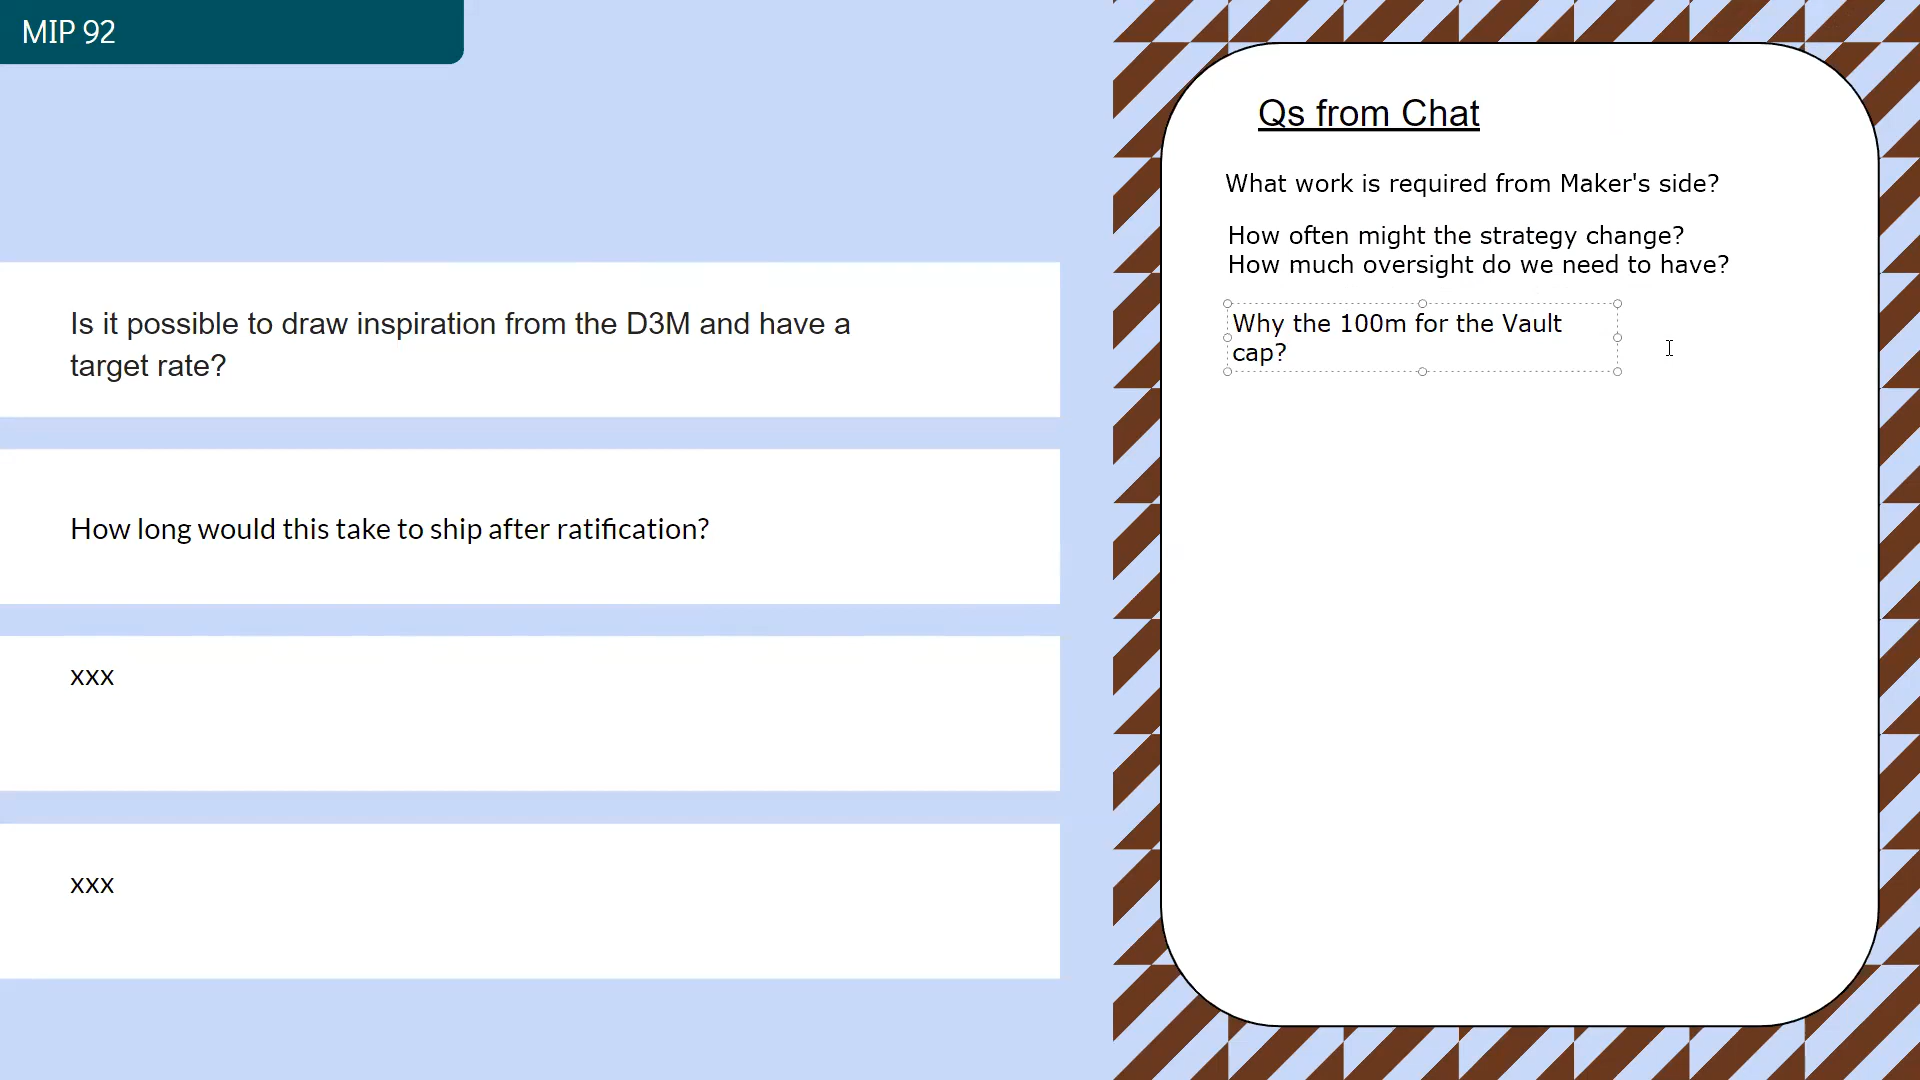 MIP 92
Is it possible to draw inspiration from the D3M and have a
target rate?
How long would this take to ship after ratification?
xxx
xxx
Qs from Chat
What work is required from Maker's side?
How often might the strategy change?
How much oversight do we need to have?
Why the 100m for the Vault
cap?